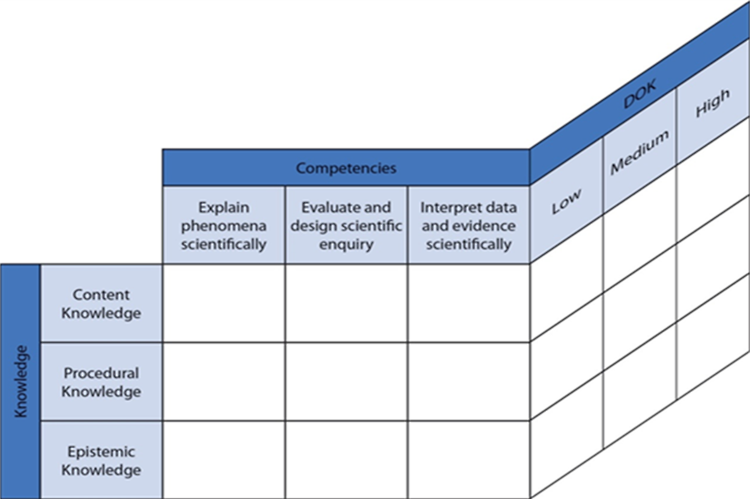 DOK
Low
Medium
High
Competencies
Explain
phenomena
scientifically
Evaluate and
design scientific
enquiry
Interpret data
and evidence
scientifically
Knowledge
Content
Knowledge
Procedural
Knowledge
Epistemic
Knowledge